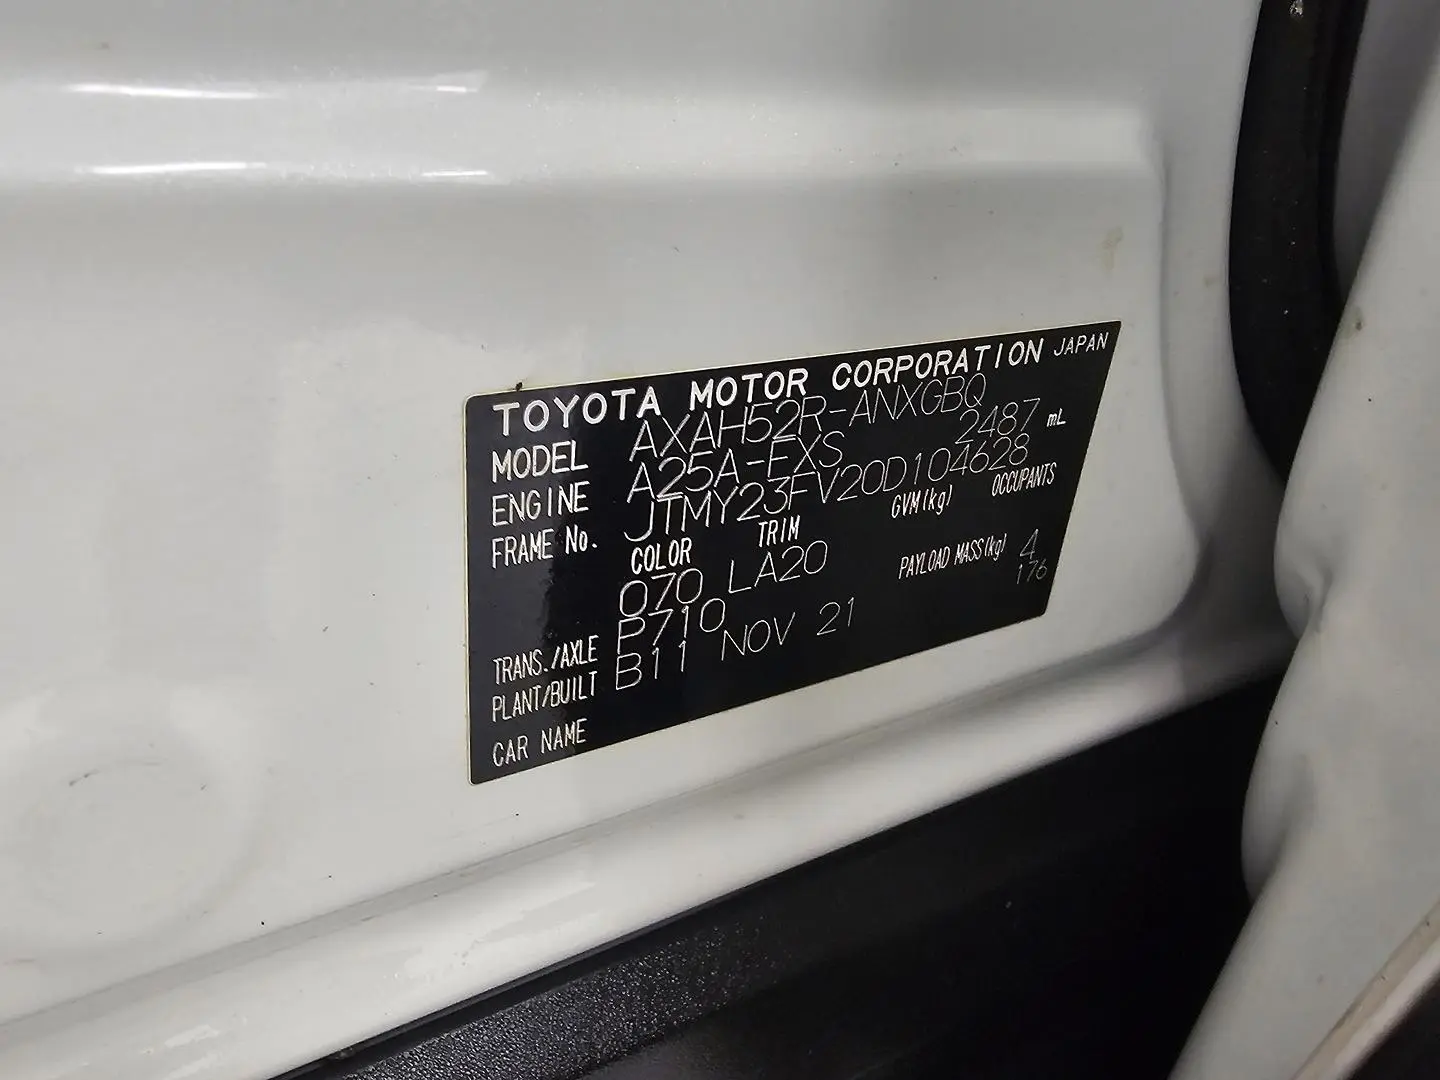 TOYOTA MOTOR CORPORATION JAPAN
MODEL AXAH52R-ANXGBQ
ENGINE A25A-FXS 2487 mL
FRAME No. JTMY23FV20D104628
COLOR TRIM GVM(kg) OCCUPANTS
070 LA20 PAYLOAD MASS(kg) 4
176
TRANS./AXLE P710
PLANT/BUILT B11 NOV 21
CAR NAME